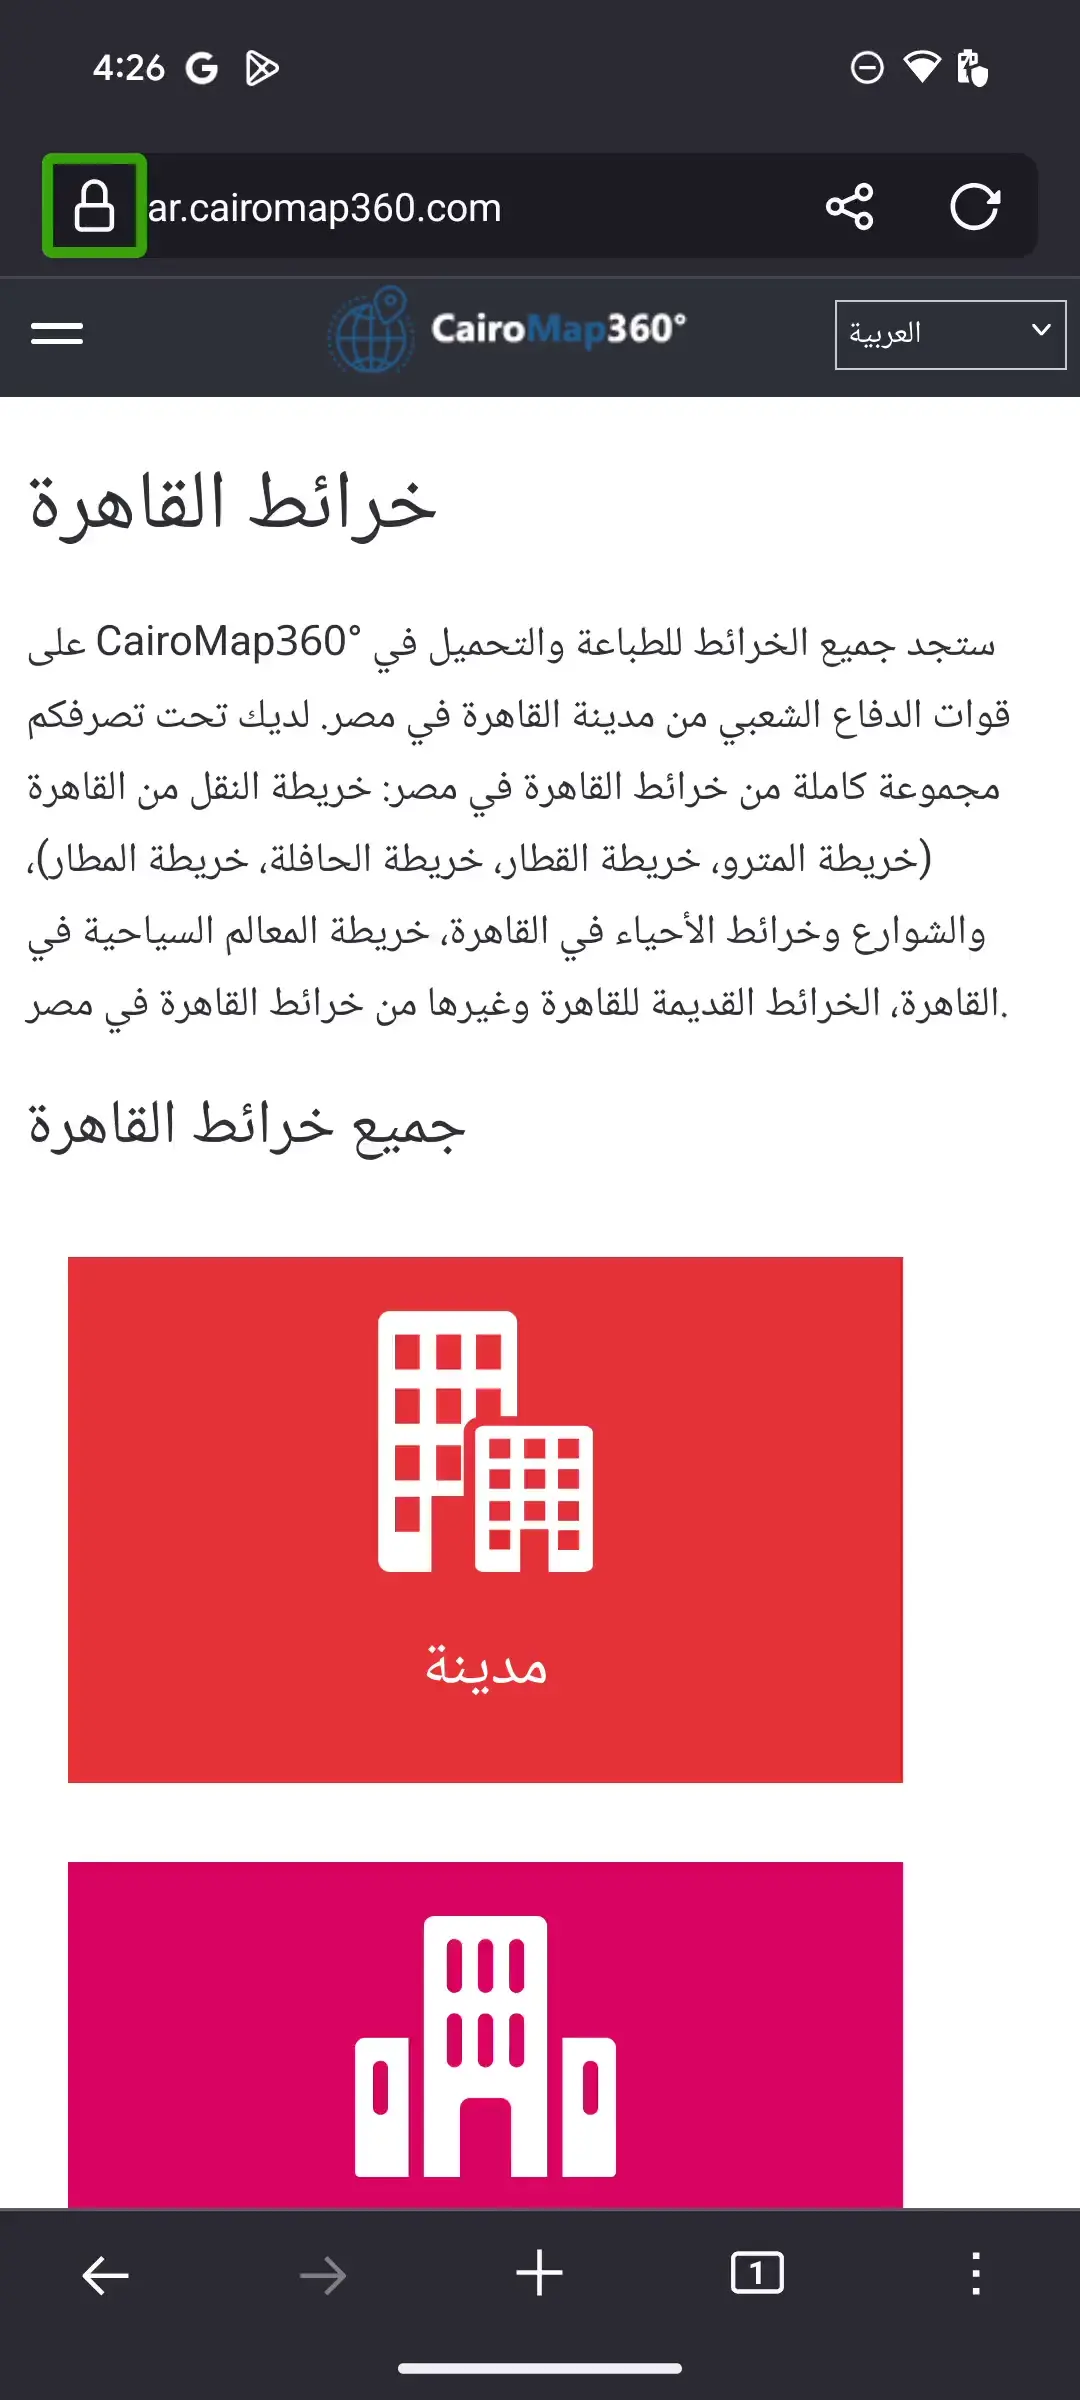 4:26
ar.cairomap360.com
CairoMap360°
العربية
خرائط القاهرة
ستجد جميع الخرائط للطباعة والتحميل في CairoMap360° على
قوات الدفاع الشعبي من مدينة القاهرة في مصر. لديك تحت تصرفكم
مجموعة كاملة من خرائط القاهرة في مصر: خريطة النقل من القاهرة
(خريطة المترو، خريطة القطار، خريطة الحافلة، خريطة المطار)،
والشوارع وخرائط الأحياء في القاهرة، خريطة المعالم السياحية في
القاهرة، الخرائط القديمة للقاهرة وغيرها من خرائط القاهرة في مصر.
جميع خرائط القاهرة
مدينة
1